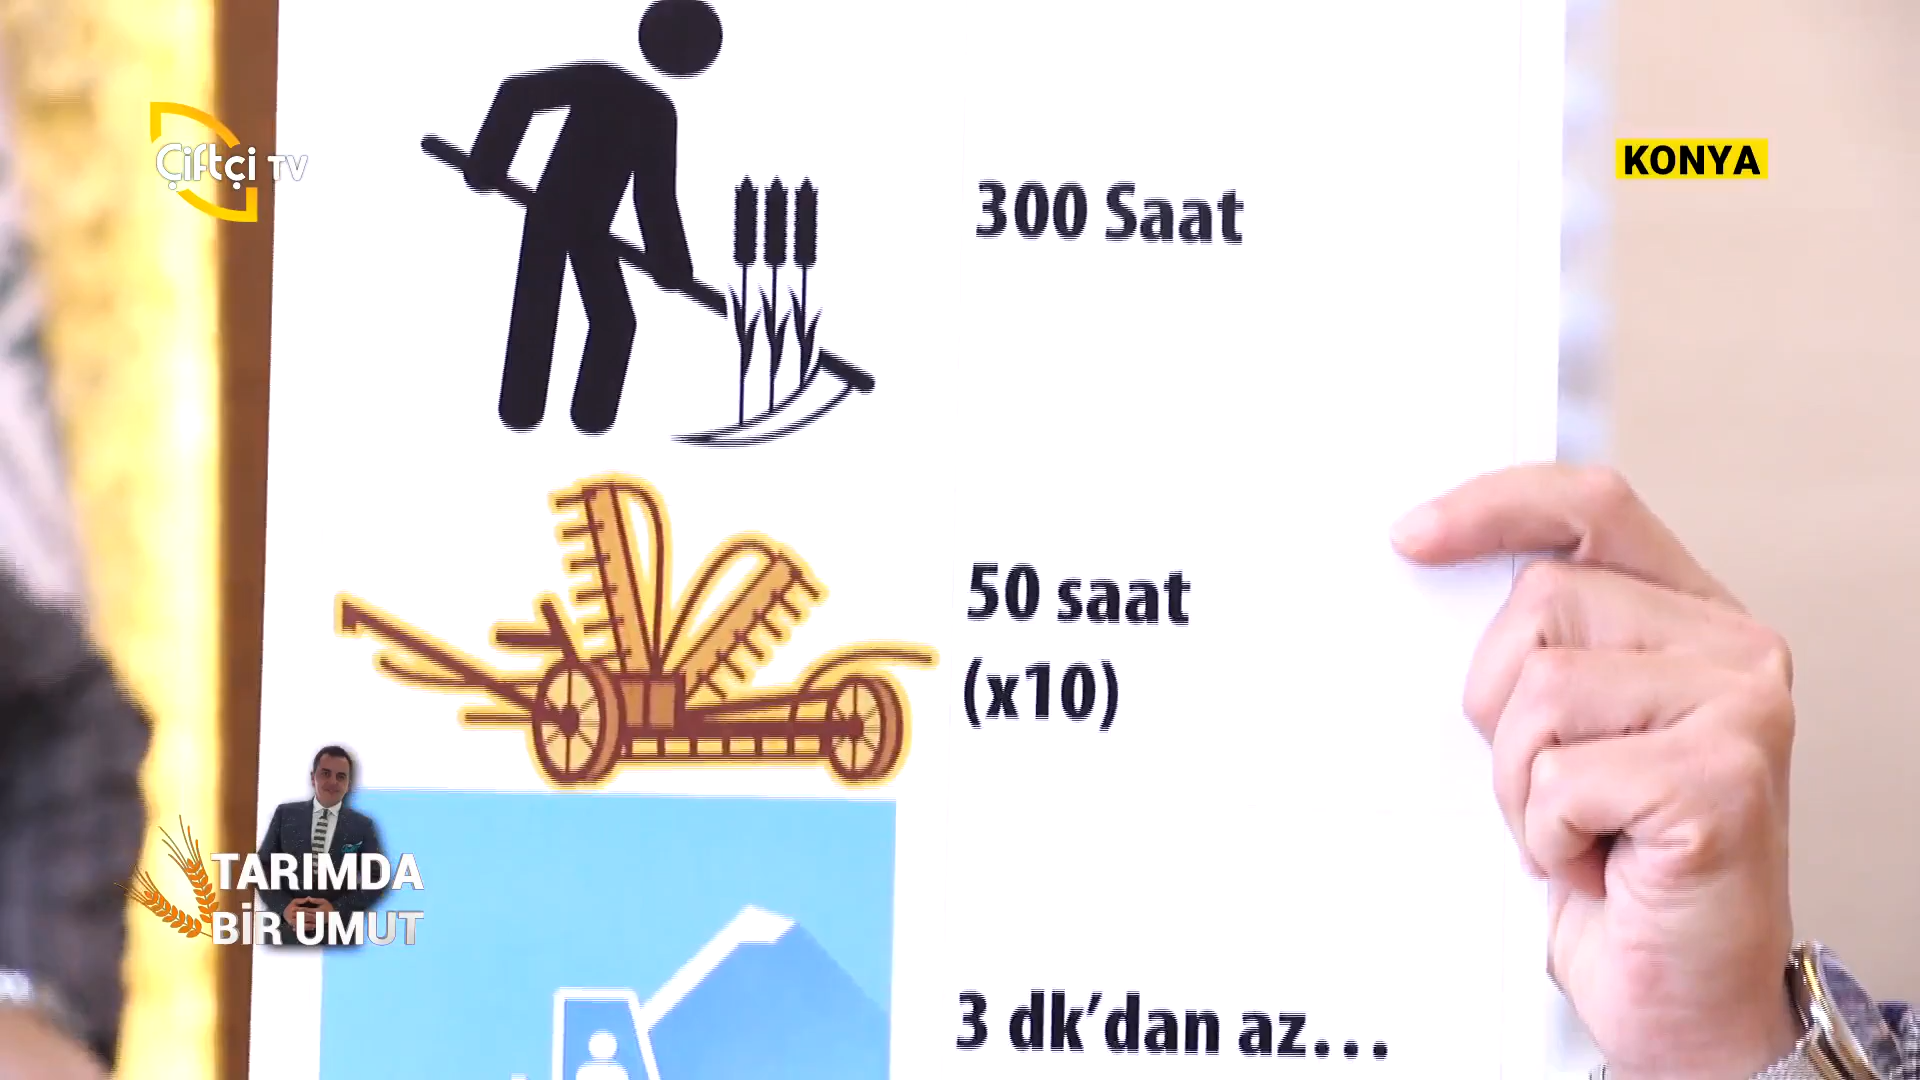 Çiftçi TV
KONYA
300 Saat
50 saat
(x10)
TARIMDA
BİR UMUT
3 dk'dan az...